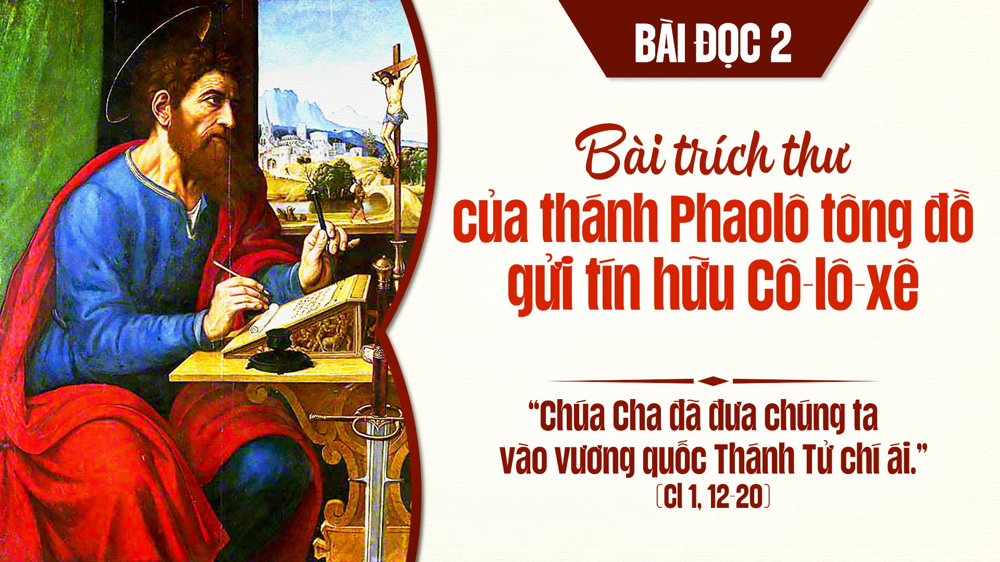 BÀI ĐỌC 2
Bài trích thư
của thánh Phaolô tông đồ
gửi tín hữu Cô-lô-xê
“Chúa Cha đã đưa chúng ta
vào vương quốc Thánh Tử chí ái.”
(Cl 1, 12-20)